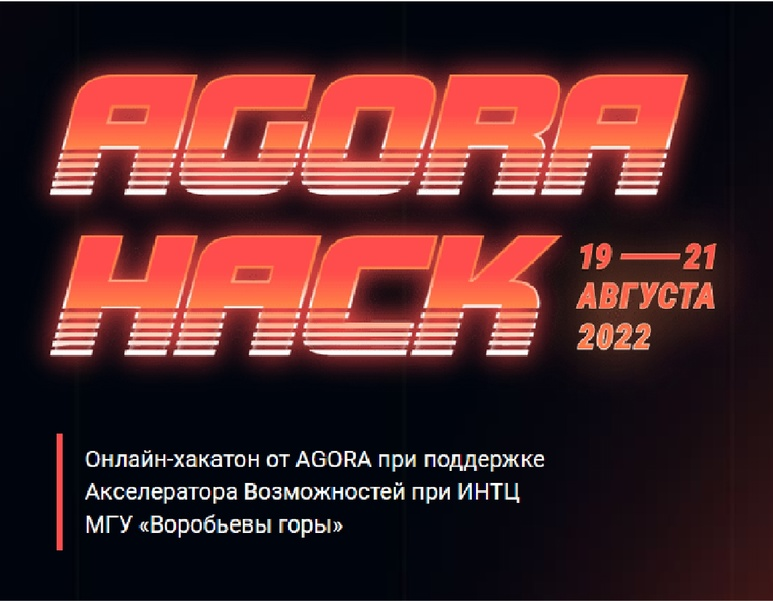 AGORA
HACK
19 — 21
АВГУСТА
2022
Онлайн-хакатон от AGORA при поддержке
Акселератора Возможностей при ИНТЦ
МГУ «Воробьевы горы»